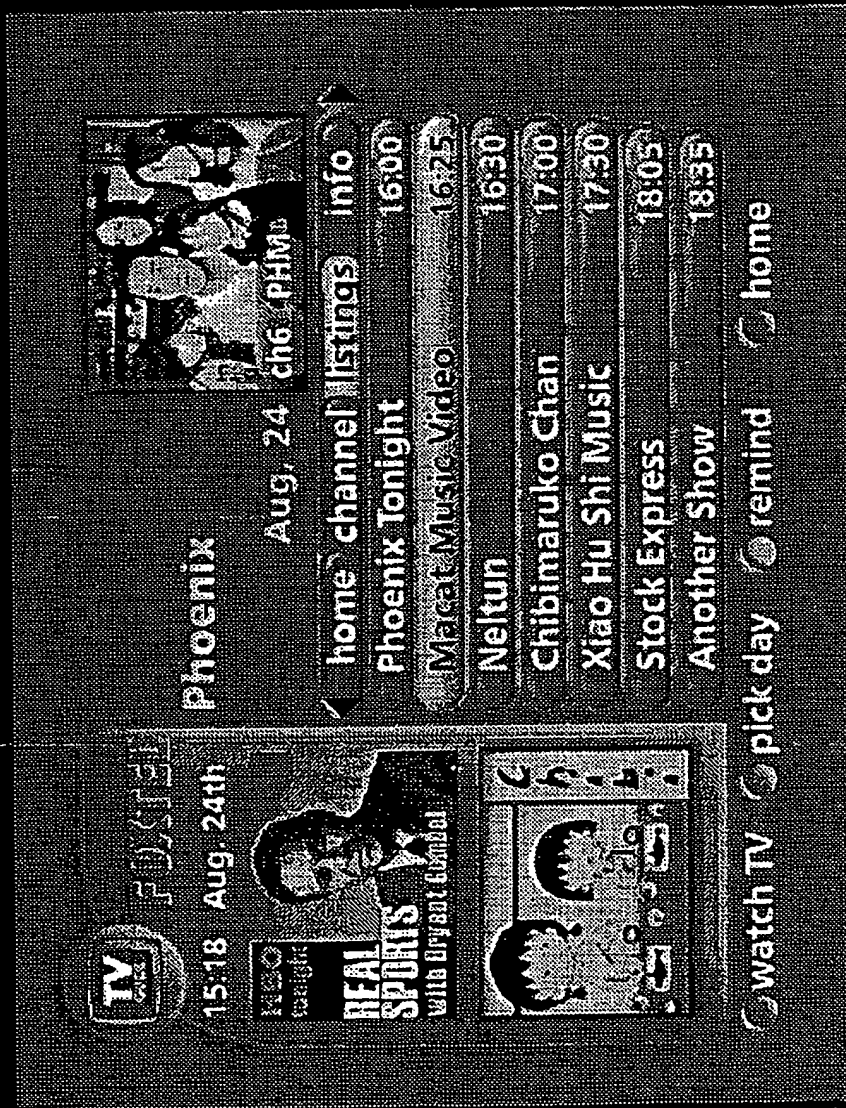 TV
FOXTEL
Phoenix
15:18 Aug. 24th
Aug. 24 ch6 PHM
HBO
tonight
REAL
SPORTS
with Bryant Gumbel
Chibi
home channel listings info
Phoenix Tonight 16:00
Macat Music Video 16:25
Neltun 16:30
Chibimaruko Chan 17:00
Xiao Hu Shi Music 17:30
Stock Express 18:05
Another Show 18:35
watch TV pick day remind home